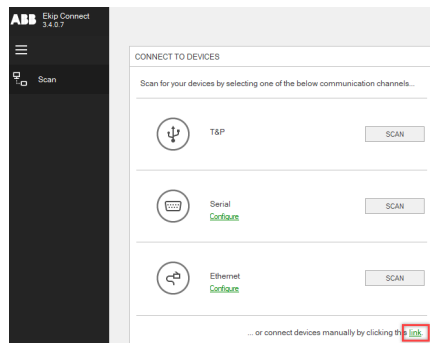 ABB Ekip Connect
3.4.0.7
Scan
CONNECT TO DEVICES
Scan for your devices by selecting one of the below communication channels...
T&P
SCAN
Serial
Configure
SCAN
Ethernet
Configure
SCAN
... or connect devices manually by clicking this link.